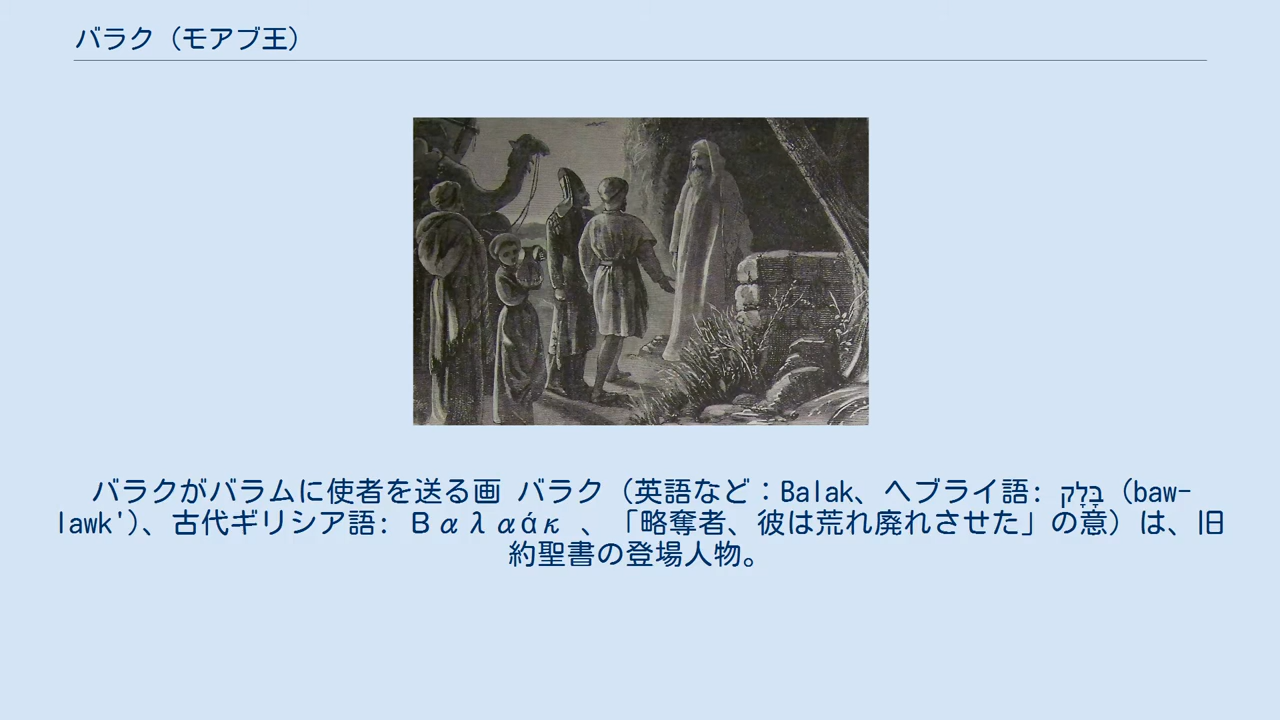 バラク（モアブ王）
バラクがバラムに使者を送る画 バラク（英語など：Balak、ヘブライ語: בָּלָק（baw-
lawk'）、古代ギリシア語: Βαλαάκ 、「略奪者、彼は荒れ廃れさせた」の意）は、旧
約聖書の登場人物。